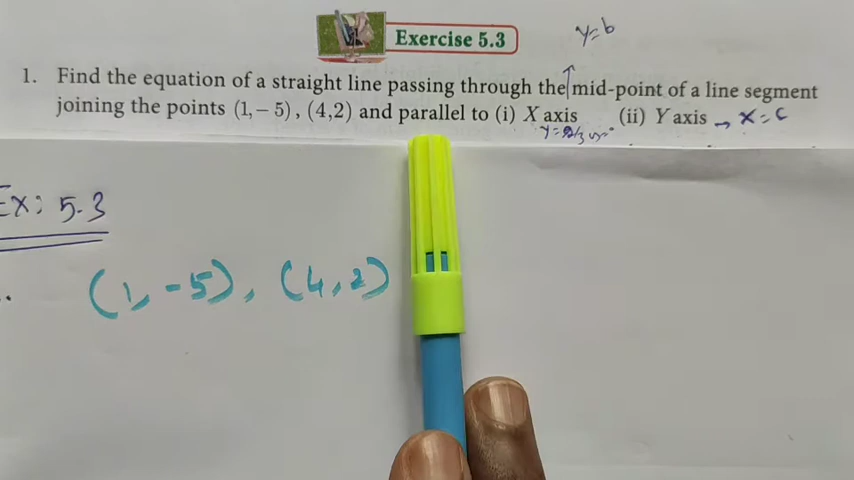 Exercise 5.3
y=b
1. Find the equation of a straight line passing through the mid-point of a line segment
joining the points (1,−5), (4,2) and parallel to (i) X axis (ii) Y axis → x=c
Ex: 5.3
(1, -5), (4, 2)